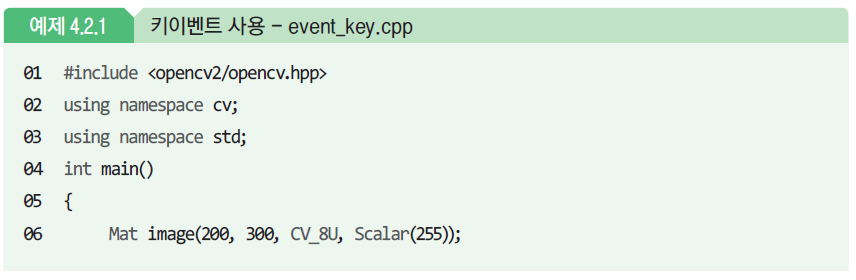 예제 4.2.1 키이벤트 사용 - event_key.cpp
01 #include <opencv2/opencv.hpp>
02 using namespace cv;
03 using namespace std;
04 int main()
05 {
06 Mat image(200, 300, CV_8U, Scalar(255));